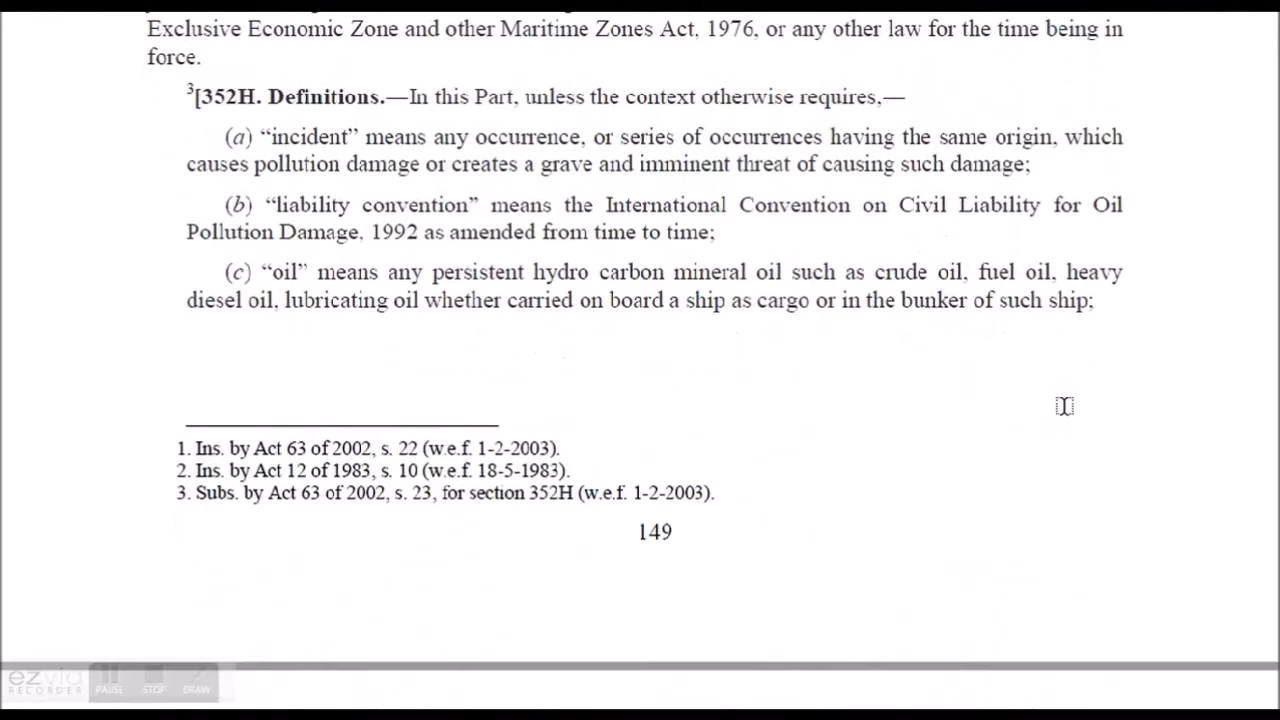 Exclusive Economic Zone and other Maritime Zones Act, 1976, or any other law for the time being in
force.
3[352H. Definitions.—In this Part, unless the context otherwise requires,—
(a) “incident” means any occurrence, or series of occurrences having the same origin, which
causes pollution damage or creates a grave and imminent threat of causing such damage;
(b) “liability convention” means the International Convention on Civil Liability for Oil
Pollution Damage, 1992 as amended from time to time;
(c) “oil” means any persistent hydro carbon mineral oil such as crude oil, fuel oil, heavy
diesel oil, lubricating oil whether carried on board a ship as cargo or in the bunker of such ship;
1. Ins. by Act 63 of 2002, s. 22 (w.e.f. 1-2-2003).
2. Ins. by Act 12 of 1983, s. 10 (w.e.f. 18-5-1983).
3. Subs. by Act 63 of 2002, s. 23, for section 352H (w.e.f. 1-2-2003).
149
ezvid
RECORDER
PAUSE STOP DRAW